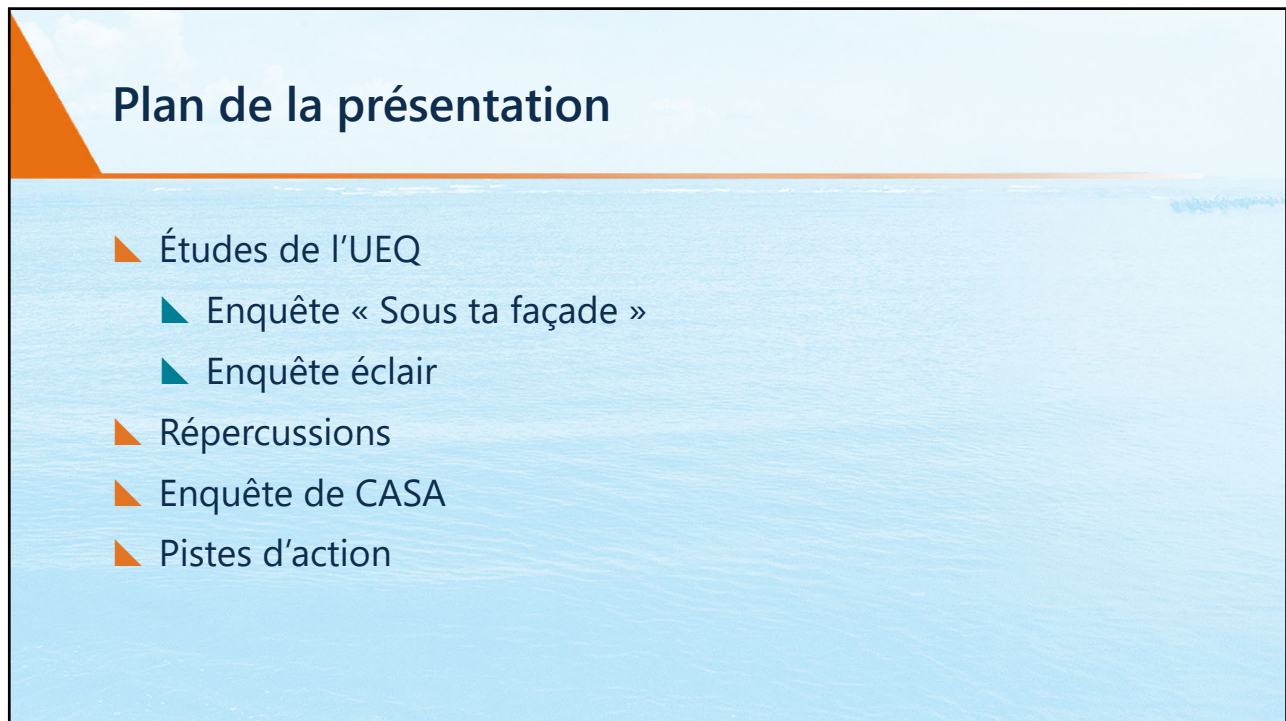 Plan de la présentation
Études de l’UEQ
Enquête « Sous ta façade »
Enquête éclair
Répercussions
Enquête de CASA
Pistes d’action